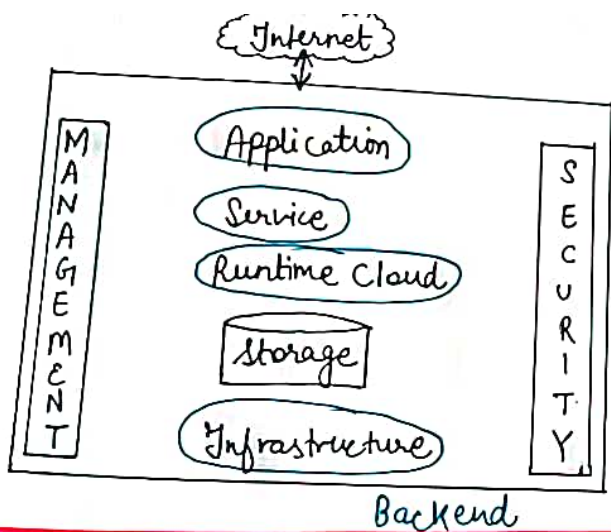 Internet
Application
Service
Runtime Cloud
Storage
Infrastructure
MANAGEMENT
SECURITY
Backend